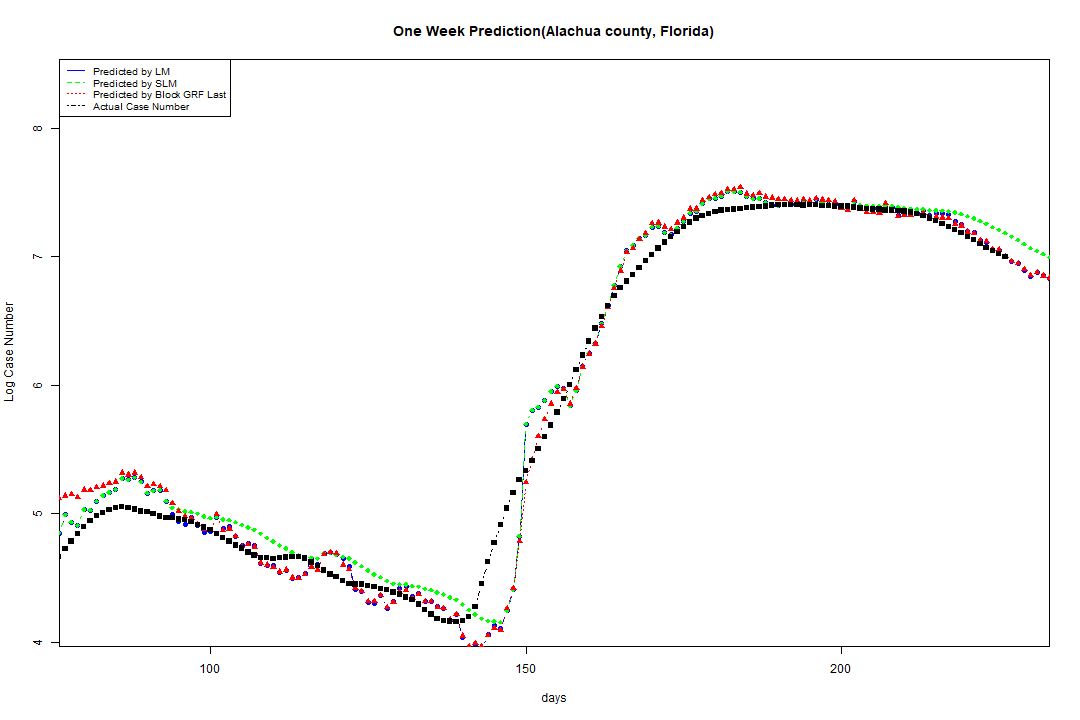 One Week Prediction(Alachua county, Florida)
Predicted by LM
Predicted by SLM
Predicted by Block GRF Last
Actual Case Number
8
7
6
5
4
Log Case Number
100 150 200
days